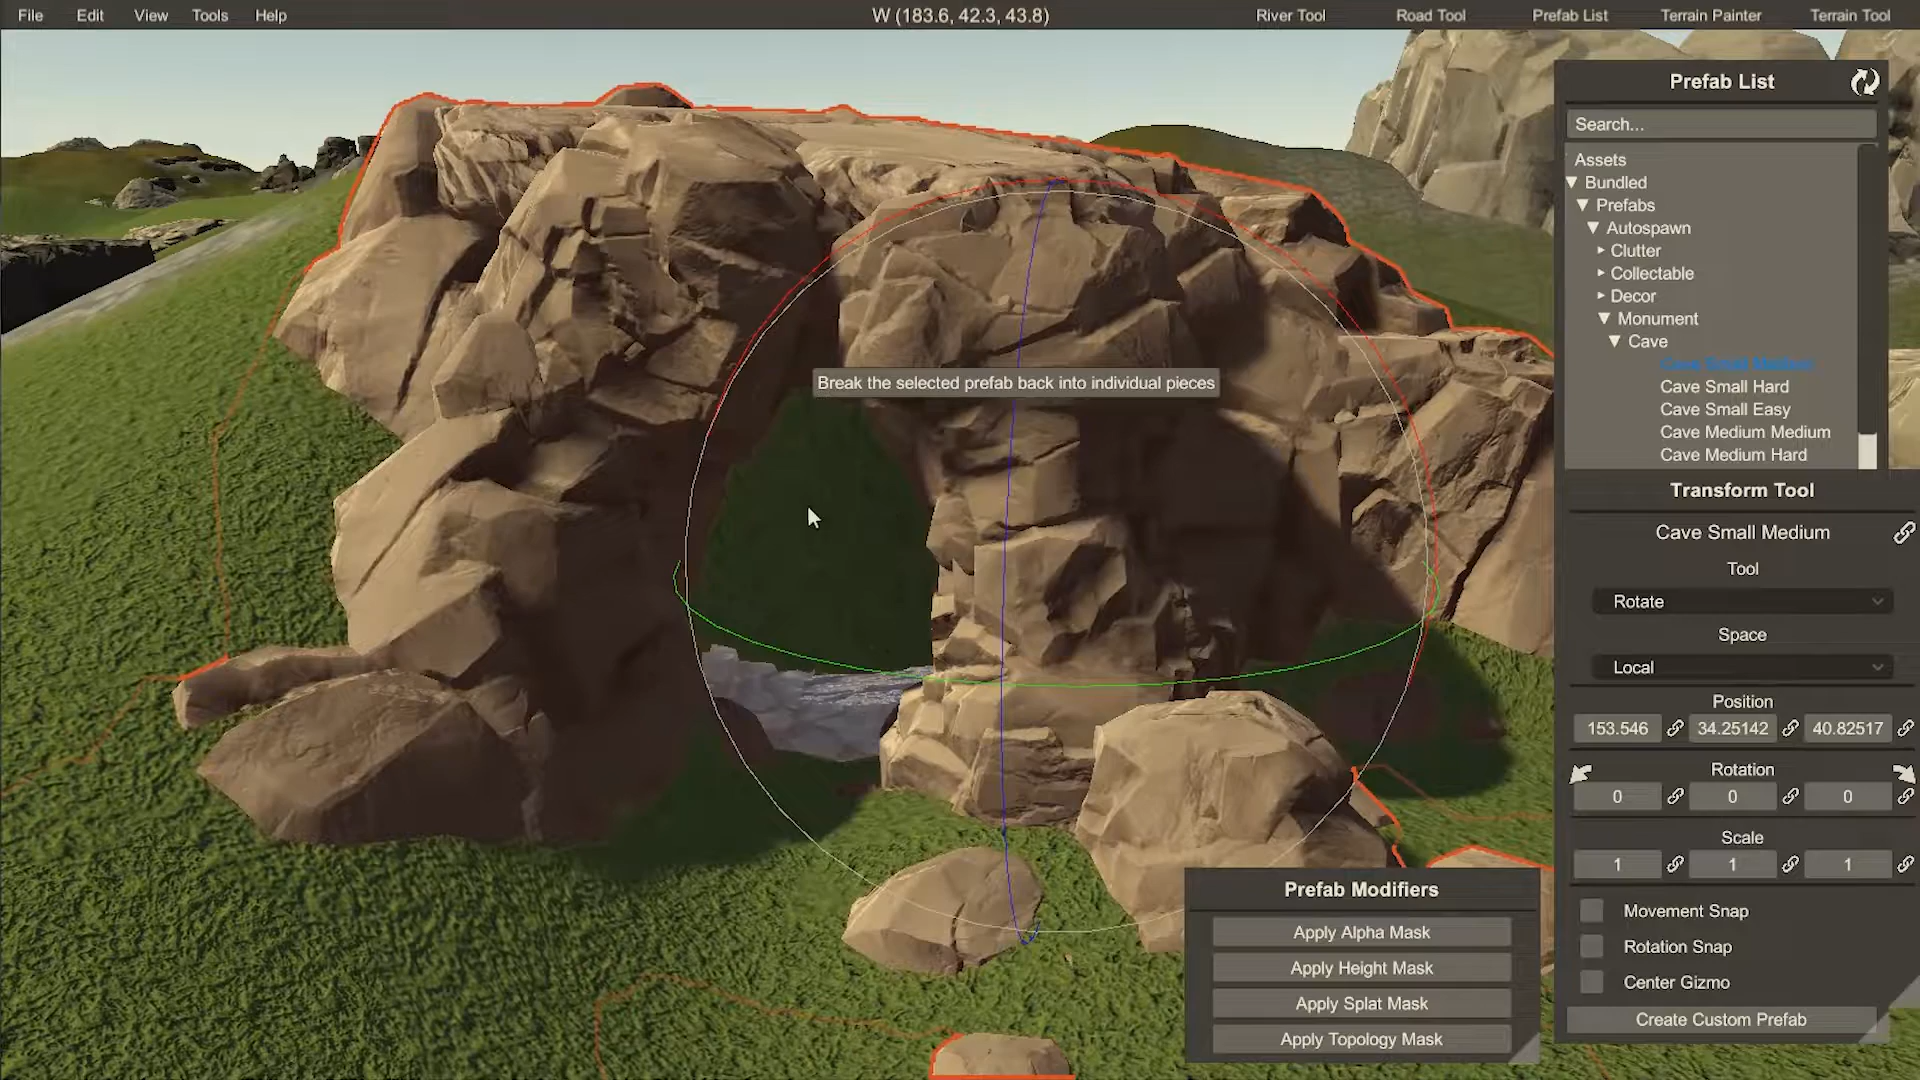 File Edit View Tools Help W (183.6, 42.3, 43.8) River Tool Road Tool Prefab List Terrain Painter Terrain Tool
Prefab List
Search...
Assets
Bundled
Prefabs
Autospawn
Clutter
Collectable
Decor
Monument
Cave
Cave Small Medium
Cave Small Hard
Cave Small Easy
Cave Medium Medium
Cave Medium Hard
Break the selected prefab back into individual pieces
Transform Tool
Cave Small Medium
Tool
Rotate
Space
Local
Position
153.546 34.25142 40.82517
Rotation
0 0 0
Scale
1 1 1
Movement Snap
Rotation Snap
Center Gizmo
Create Custom Prefab
Prefab Modifiers
Apply Alpha Mask
Apply Height Mask
Apply Splat Mask
Apply Topology Mask